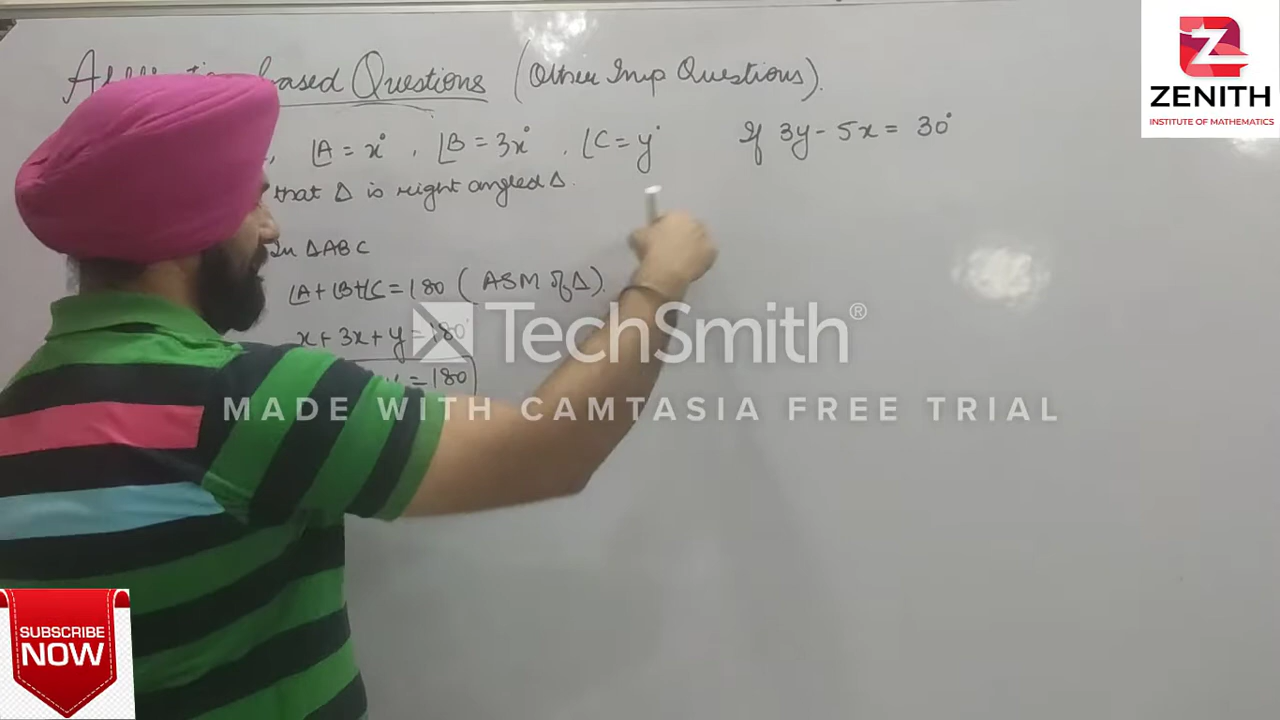 based Questions (Other Imp Questions).
∠A = x°, ∠B = 3x°, ∠C = y° If 3y - 5x = 30°
that Δ is right angled Δ.
In ΔABC
∠A + ∠B + ∠C = 180 (ASM of Δ).
x + 3x + y = 180°
= 180
TechSmith®
MADE WITH CAMTASIA FREE TRIAL
Z
ZENITH
INSTITUTE OF MATHEMATICS
SUBSCRIBE
NOW